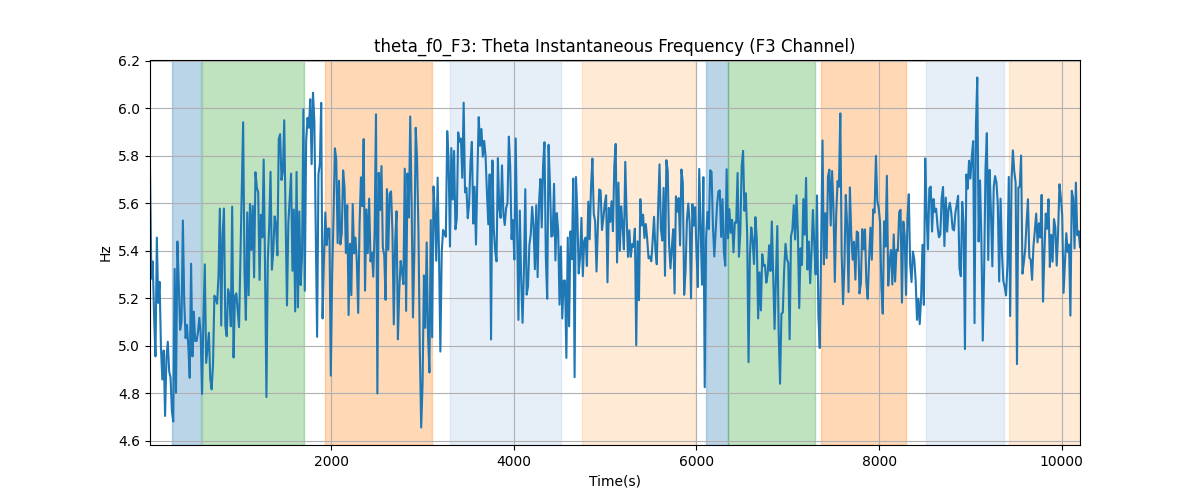 theta_f0_F3: Theta Instantaneous Frequency (F3 Channel)
6.2
6.0
5.8
5.6
5.4
5.2
5.0
4.8
4.6
Hz
2000 4000 6000 8000 10000
Time(s)